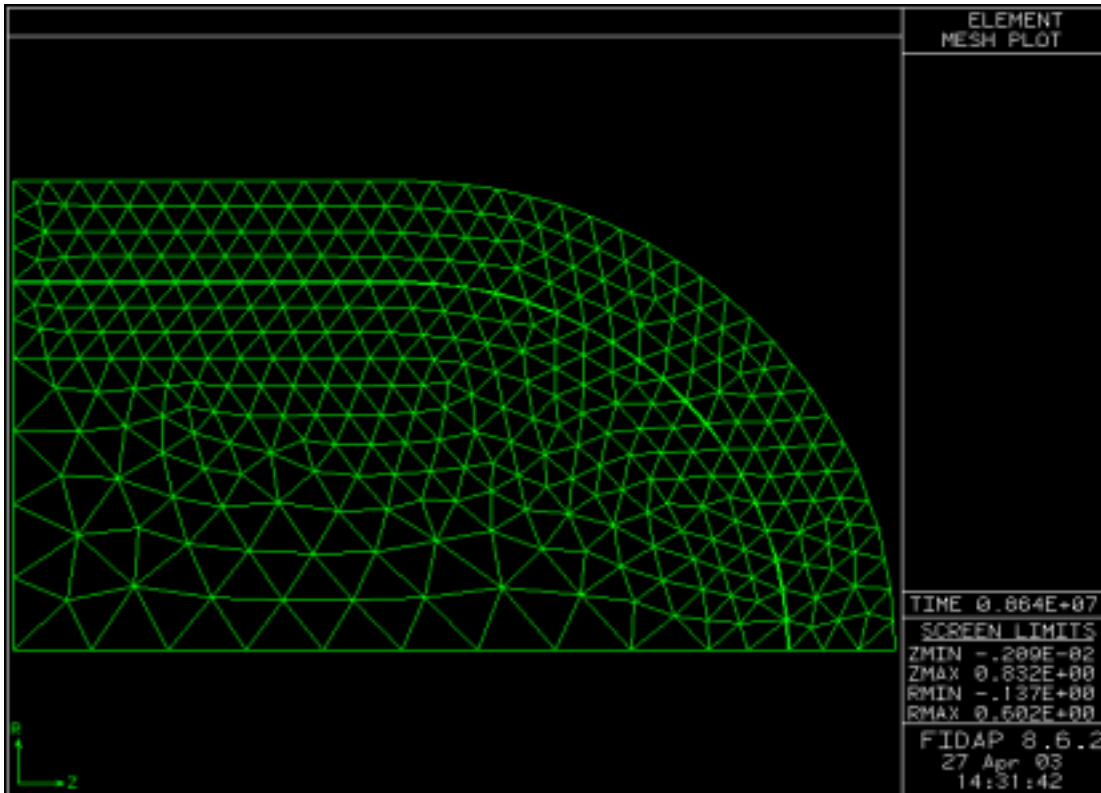 ELEMENT
MESH PLOT
TIME 0.864E+07
SCREEN LIMITS
ZMIN -.209E-02
ZMAX 0.832E+00
RMIN -.137E+00
RMAX 0.602E+00
FIDAP 8.6.2
27 Apr 03
14:31:42
R
Z